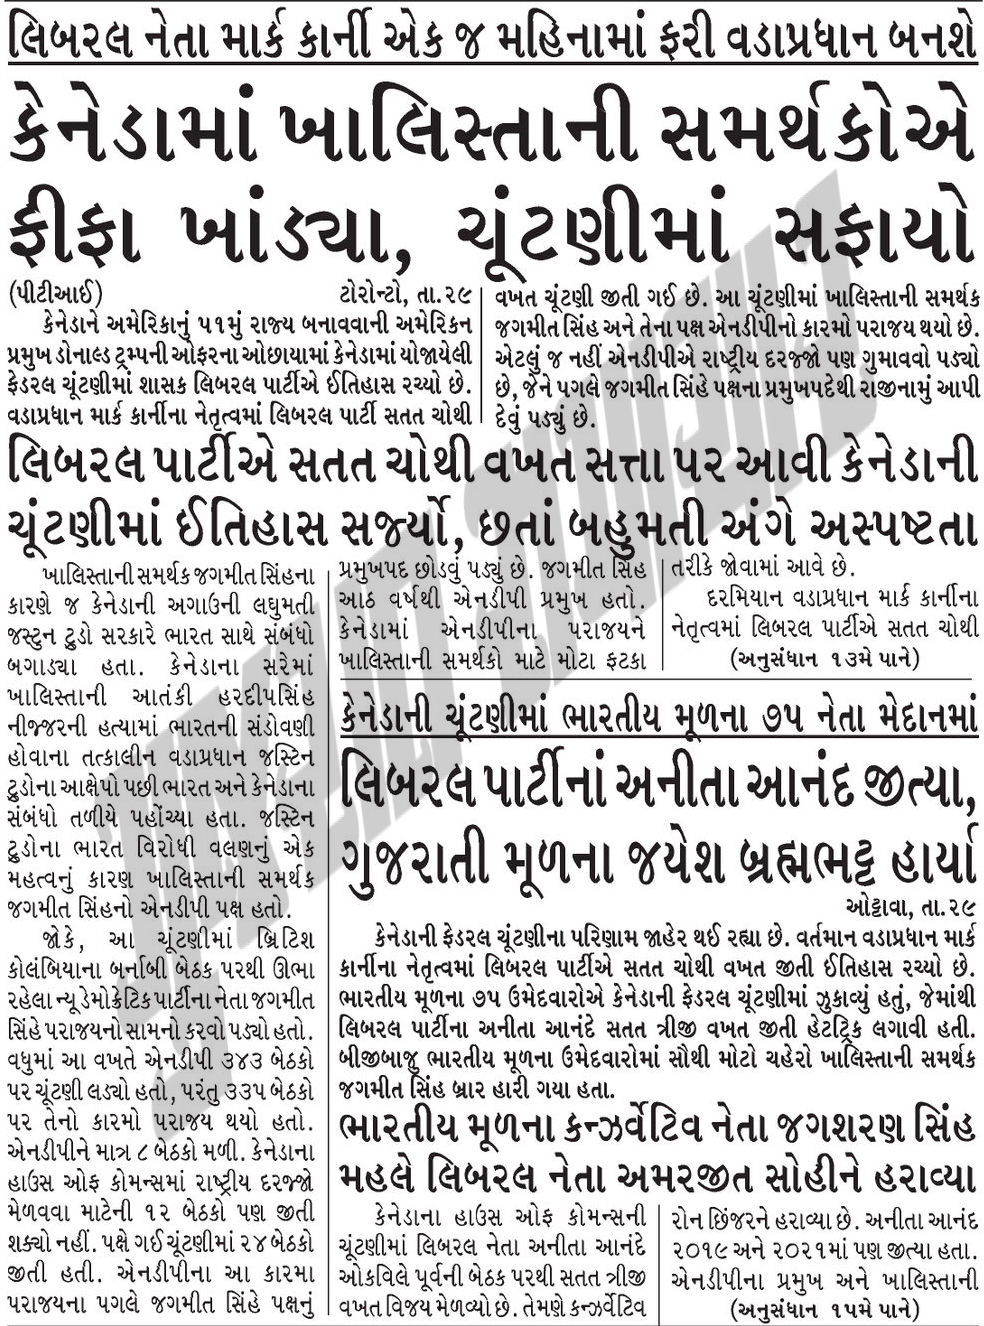 લિબરલ નેતા માર્ક કાર્ની એક જ મહિનામાં ફરી વડાપ્રધાન બનશે
કેનેડામાં ખાલિસ્તાની સમર્થકોએ
ફીફા ખાંડ્યા, ચૂંટણીમાં સફાયો
(પીટીઆઈ) ટોરોન્ટો, તા.૨૯
કેનેડાને અમેરિકાનું ૫૧મું રાજ્ય બનાવવાની અમેરિકન
પ્રમુખ ડોનાલ્ડ ટ્રમ્પની ઓફરના ઓછાયામાં કેનેડામાં યોજાયેલી
ફેડરલ ચૂંટણીમાં શાસક લિબરલ પાર્ટીએ ઈતિહાસ રચ્યો છે.
વડાપ્રધાન માર્ક કાર્નીના નેતૃત્વમાં લિબરલ પાર્ટી સતત ચોથી
વખત ચૂંટણી જીતી ગઈ છે. આ ચૂંટણીમાં ખાલિસ્તાની સમર્થક
જગમીત સિંહ અને તેના પક્ષ એનડીપીનો કારમો પરાજય થયો છે.
એટલું જ નહીં એનડીપીએ રાષ્ટ્રીય દરજ્જો પણ ગુમાવવો પડ્યો
છે, જેને પગલે જગમીત સિંહે પક્ષના પ્રમુખપદેથી રાજીનામું આપી
દેવું પડ્યું છે.
લિબરલ પાર્ટીએ સતત ચોથી વખત સત્તા પર આવી કેનેડાની
ચૂંટણીમાં ઈતિહાસ સર્જ્યો, છતાં બહુમતી અંગે અસ્પષ્ટતા
ખાલિસ્તાની સમર્થક જગમીત સિંહના
કારણે જ કેનેડાની અગાઉની લઘુમતી
જસ્ટુન ટ્રુડો સરકારે ભારત સાથે સંબંધો
બગાડ્યા હતા. કેનેડાના સરેમાં
ખાલિસ્તાની આતંકી હરદીપસિંહ
નીજ્જરની હત્યામાં ભારતની સંડોવણી
હોવાના તત્કાલીન વડાપ્રધાન જસ્ટિન
ટ્રુડોના આક્ષેપો પછી ભારત અને કેનેડાના
સંબંધો તળીયે પહોંચ્યા હતા. જસ્ટિન
ટ્રુડોના ભારત વિરોધી વલણનું એક
મહત્વનું કારણ ખાલિસ્તાની સમર્થક
જગમીત સિંહનો એનડીપી પક્ષ હતો.
જોકે, આ ચૂંટણીમાં બ્રિટિશ
કોલંબિયાના બર્નાબી બેઠક પરથી ઊભા
રહેલા ન્યૂ ડેમોક્રેટિક પાર્ટીના નેતા જગમીત
સિંહે પરાજયનો સામનો કરવો પડ્યો હતો.
વધુમાં આ વખતે એનડીપી ૩૪૩ બેઠકો
પર ચૂંટણી લડ્યો હતો, પરંતુ ૩૩૫ બેઠકો
પર તેનો કારમો પરાજય થયો હતો.
એનડીપીને માત્ર ૮ બેઠકો મળી. કેનેડાના
હાઉસ ઓફ કોમન્સમાં રાષ્ટ્રીય દરજ્જો
મેળવવા માટેની ૧૨ બેઠકો પણ જીતી
શક્યો નહીં. પક્ષે ગઈ ચૂંટણીમાં ૨૪ બેઠકો
જીતી હતી. એનડીપીના આ કારમા
પરાજયના પગલે જગમીત સિંહે પક્ષનું
પ્રમુખપદ છોડવું પડ્યું છે. જગમીત સિંહ
આઠ વર્ષથી એનડીપી પ્રમુખ હતો.
કેનેડામાં એનડીપીના પરાજયને
ખાલિસ્તાની સમર્થકો માટે મોટા ફટકા
તરીકે જોવામાં આવે છે.
દરમિયાન વડાપ્રધાન માર્ક કાર્નીના
નેતૃત્વમાં લિબરલ પાર્ટીએ સતત ચોથી
(અનુસંધાન ૧૩મે પાને)
કેનેડાની ચૂંટણીમાં ભારતીય મૂળના ૭૫ નેતા મેદાનમાં
લિબરલ પાર્ટીનાં અનીતા આનંદ જીત્યા,
ગુજરાતી મૂળના જયેશ બ્રહ્મભટ્ટ હાર્યા
ઓટ્ટાવા, તા.૨૯
કેનેડાની ફેડરલ ચૂંટણીના પરિણામ જાહેર થઈ રહ્યા છે. વર્તમાન વડાપ્રધાન માર્ક
કાર્નીના નેતૃત્વમાં લિબરલ પાર્ટીએ સતત ચોથી વખત જીતી ઈતિહાસ રચ્યો છે.
ભારતીય મૂળના ૭૫ ઉમેદવારોએ કેનેડાની ફેડરલ ચૂંટણીમાં ઝુકાવ્યું હતું, જેમાંથી
લિબરલ પાર્ટીના અનીતા આનંદે સતત ત્રીજી વખત જીતી હેટટ્રિક લગાવી હતી.
બીજીબાજુ ભારતીય મૂળના ઉમેદવારોમાં સૌથી મોટો ચહેરો ખાલિસ્તાની સમર્થક
જગમીત સિંહ બ્રાર હારી ગયા હતા.
ભારતીય મૂળના કન્ઝર્વેટિવ નેતા જગશરણ સિંહ
મહલે લિબરલ નેતા અમરજીત સોહીને હરાવ્યા
કેનેડાના હાઉસ ઓફ કોમન્સની
ચૂંટણીમાં લિબરલ નેતા અનીતા આનંદે
ઓકવિલે પૂર્વની બેઠક પરથી સતત ત્રીજી
વખત વિજય મેળવ્યો છે. તેમણે કન્ઝર્વેટિવ
રોન છિંજરને હરાવ્યા છે. અનીતા આનંદ
૨૦૧૯ અને ૨૦૨૧માં પણ જીત્યા હતા.
એનડીપીના પ્રમુખ અને ખાલિસ્તાની
(અનુસંધાન ૧૫મે પાને)